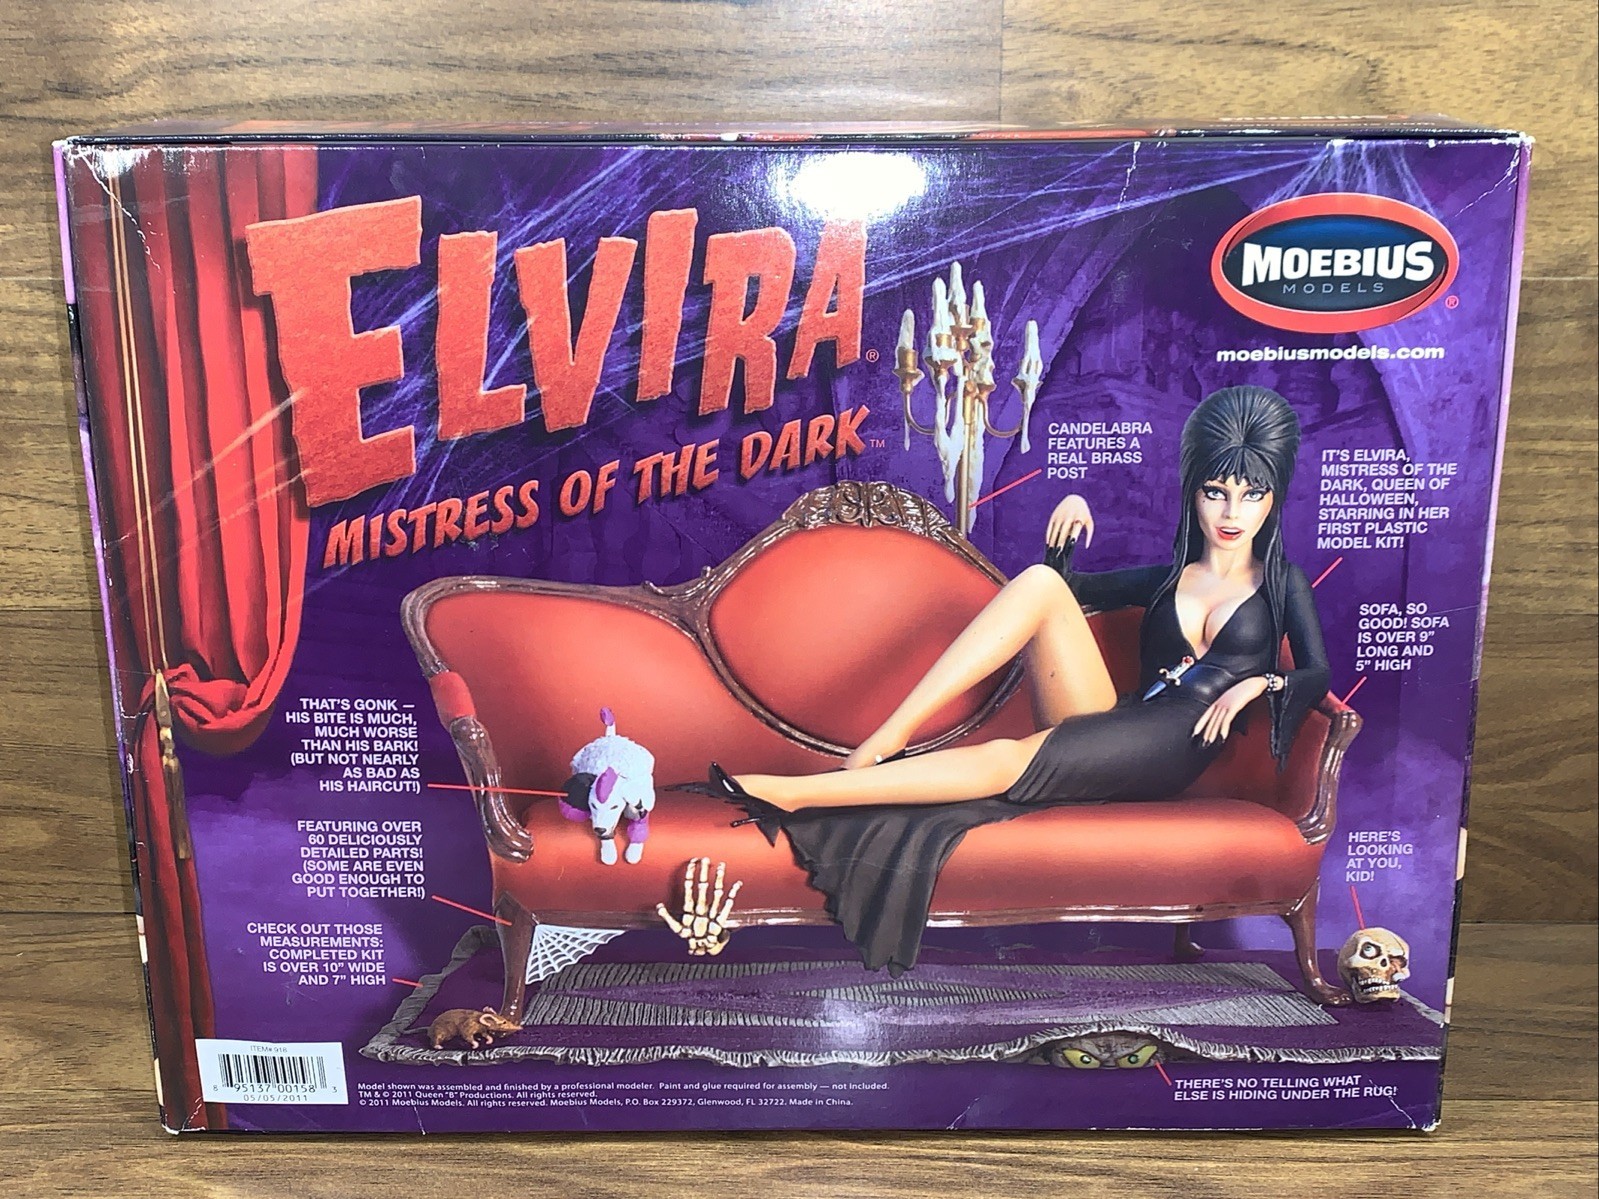 ELVIRA®
MISTRESS OF THE DARK™
MOEBIUS
MODELS
®
moebiusmodels.com
CANDELABRA
FEATURES A
REAL BRASS
POST
IT'S ELVIRA,
MISTRESS OF THE
DARK, QUEEN OF
HALLOWEEN,
STARRING IN HER
FIRST PLASTIC
MODEL KIT!
SOFA, SO
GOOD! SOFA
IS OVER 9"
LONG AND
5" HIGH
THAT'S GONK —
HIS BITE IS MUCH,
MUCH WORSE
THAN HIS BARK!
(BUT NOT NEARLY
AS BAD AS
HIS HAIRCUT!)
FEATURING OVER
60 DELICIOUSLY
DETAILED PARTS!
(SOME ARE EVEN
GOOD ENOUGH TO
PUT TOGETHER!)
CHECK OUT THOSE
MEASUREMENTS:
COMPLETED KIT
IS OVER 10" WIDE
AND 7" HIGH
HERE'S
LOOKING
AT YOU,
KID!
THERE'S NO TELLING WHAT
ELSE IS HIDING UNDER THE RUG!
ITEM# 918
8 95137 00158 3
05/05/2011
Model shown was assembled and finished by a professional modeler. Paint and glue required for assembly — not included.
TM & © 2011 Queen "B" Productions. All rights reserved.
© 2011 Moebius Models. All rights reserved. Moebius Models, P.O. Box 229372, Glenwood, FL 32722. Made in China.